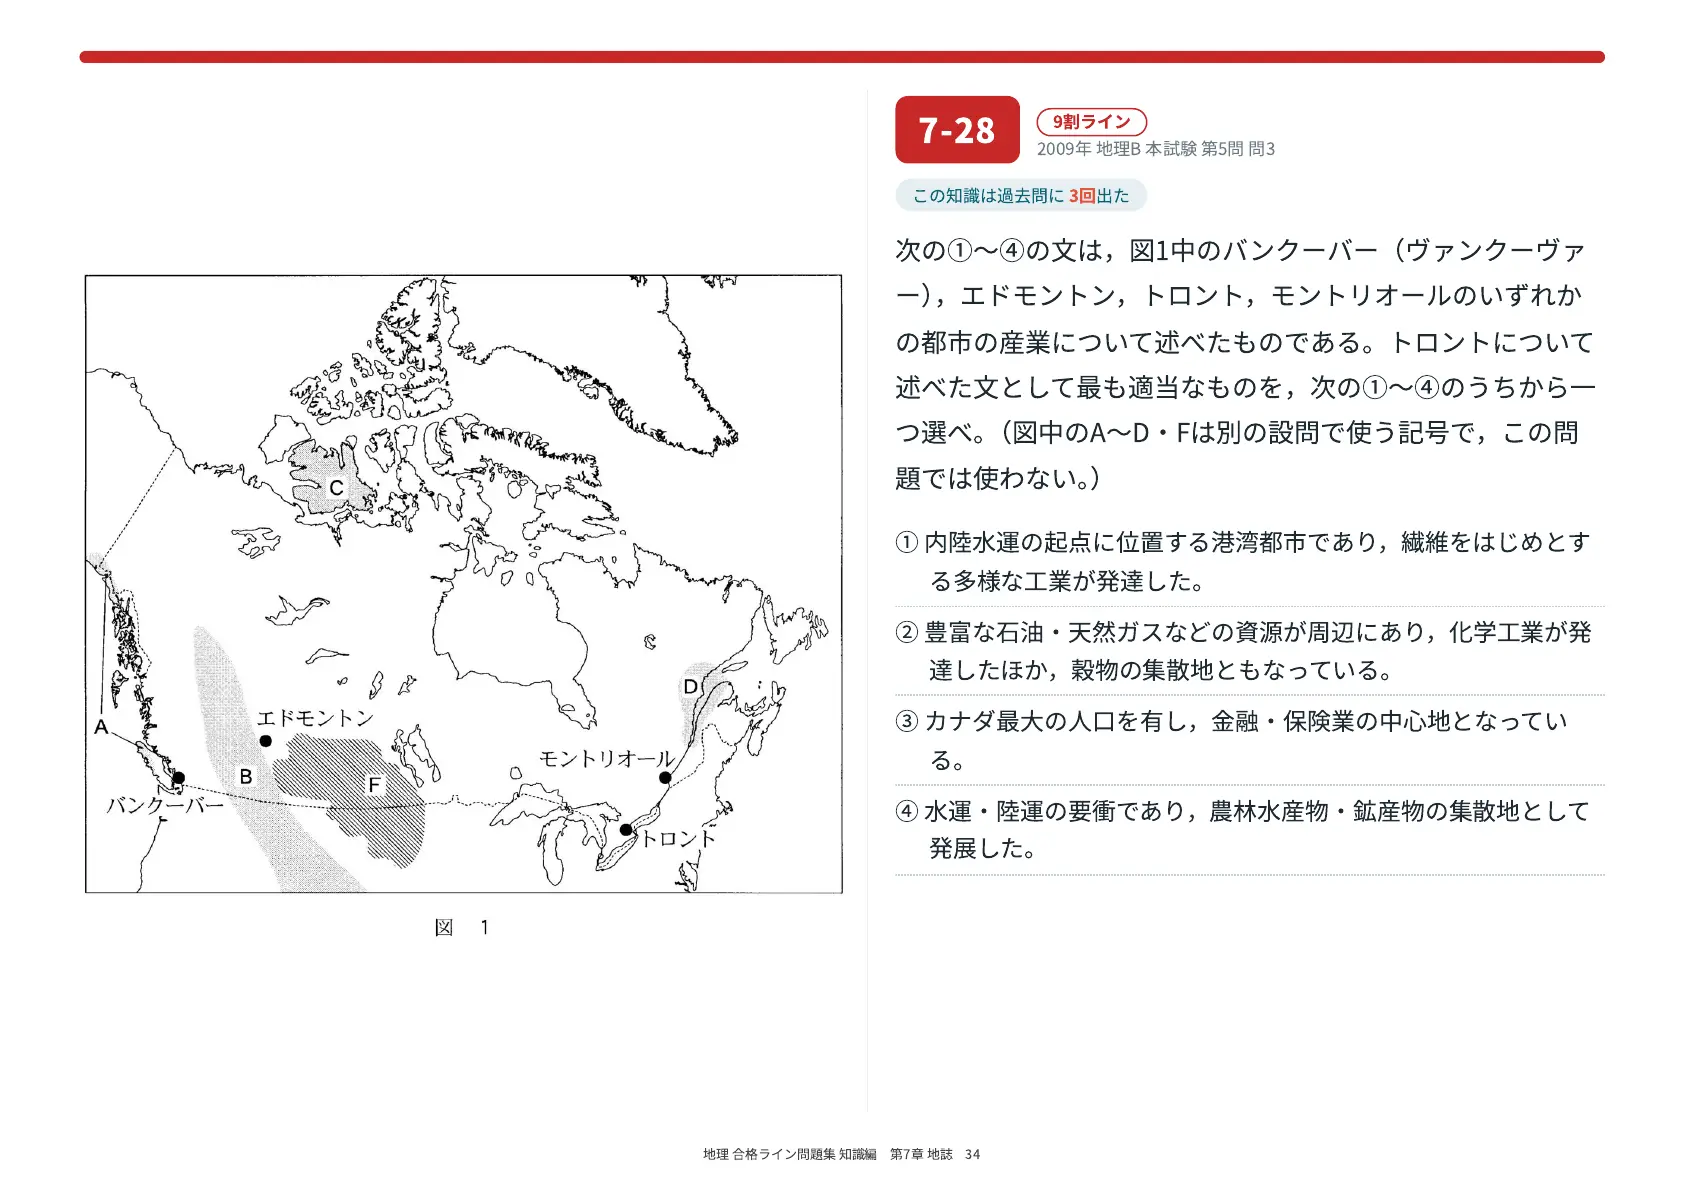 7-28
9割ライン
2009年 地理B 本試験 第5問 問3
この知識は過去問に 3回出た
次の①～④の文は，図1中のバンクーバー（ヴァンクーヴァ
ー），エドモントン，トロント，モントリオールのいずれか
の都市の産業について述べたものである。トロントについて
述べた文として最も適当なものを，次の①～④のうちから一
つ選べ。（図中のA～D・Fは別の設問で使う記号で，この問
題では使わない。）
① 内陸水運の起点に位置する港湾都市であり，繊維をはじめとす
る多様な工業が発達した。
② 豊富な石油・天然ガスなどの資源が周辺にあり，化学工業が発
達したほか，穀物の集散地ともなっている。
③ カナダ最大の人口を有し，金融・保険業の中心地となってい
る。
④ 水運・陸運の要衝であり，農林水産物・鉱産物の集散地として
発展した。
C
D
A
エドモントン
モントリオール
B
F
バンクーバー
トロント
図 1
地理 合格ライン問題集 知識編 第7章 地誌 34